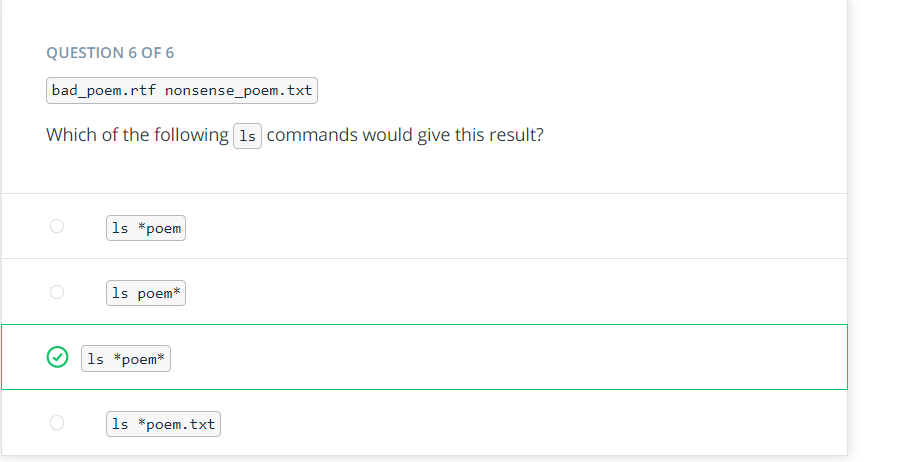 QUESTION 6 OF 6
bad_poem.rtf nonsense_poem.txt
Which of the following ls commands would give this result?
ls *poem
ls poem*
ls *poem*
ls *poem.txt